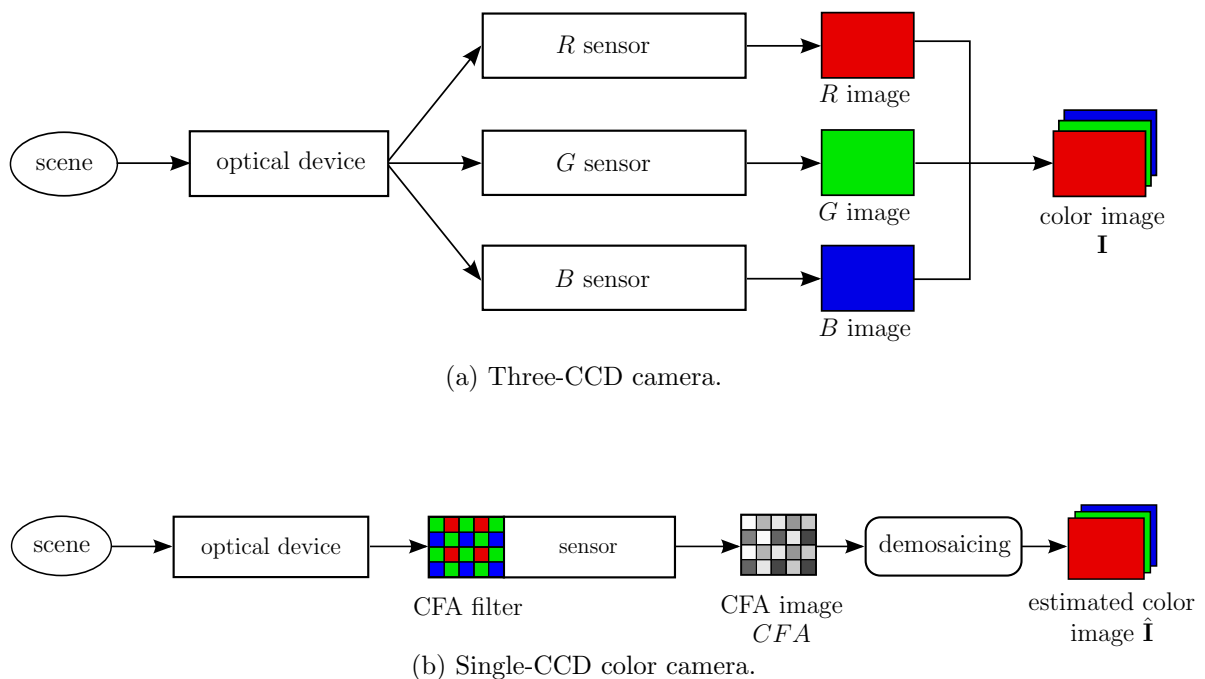 R sensor
R image
scene
optical device
G sensor
G image
color image
I
B sensor
B image
(a) Three-CCD camera.
scene
optical device
sensor
demosaicing
CFA filter
CFA image
CFA
estimated color
image Î
(b) Single-CCD color camera.